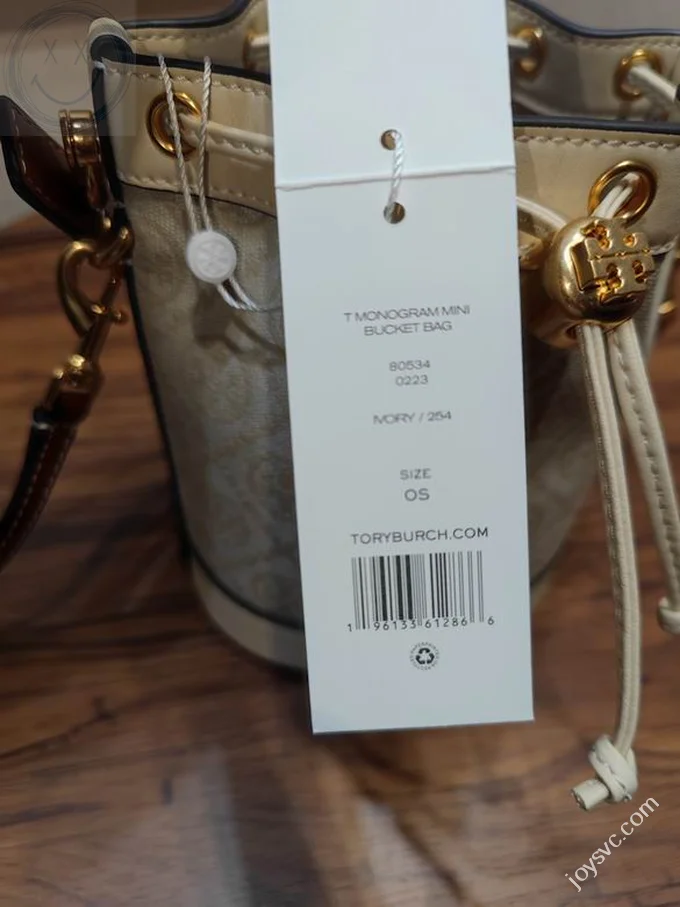 T MONOGRAM MINI
BUCKET BAG
80534
0223
IVORY / 254
SIZE
OS
TORYBURCH.COM
1 96133 61286 6
joysvc.com